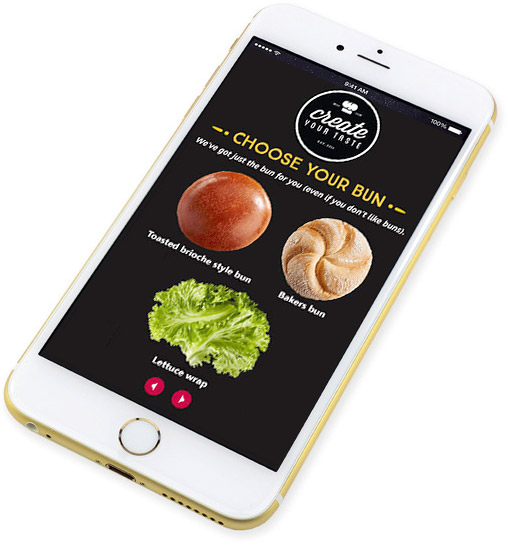 9:41 AM
100%
create
YOUR TASTE
CHOOSE YOUR BUN
We've got just the bun for you (even if you don't like buns).
Toasted brioche style bun
Bakers bun
Lettuce wrap